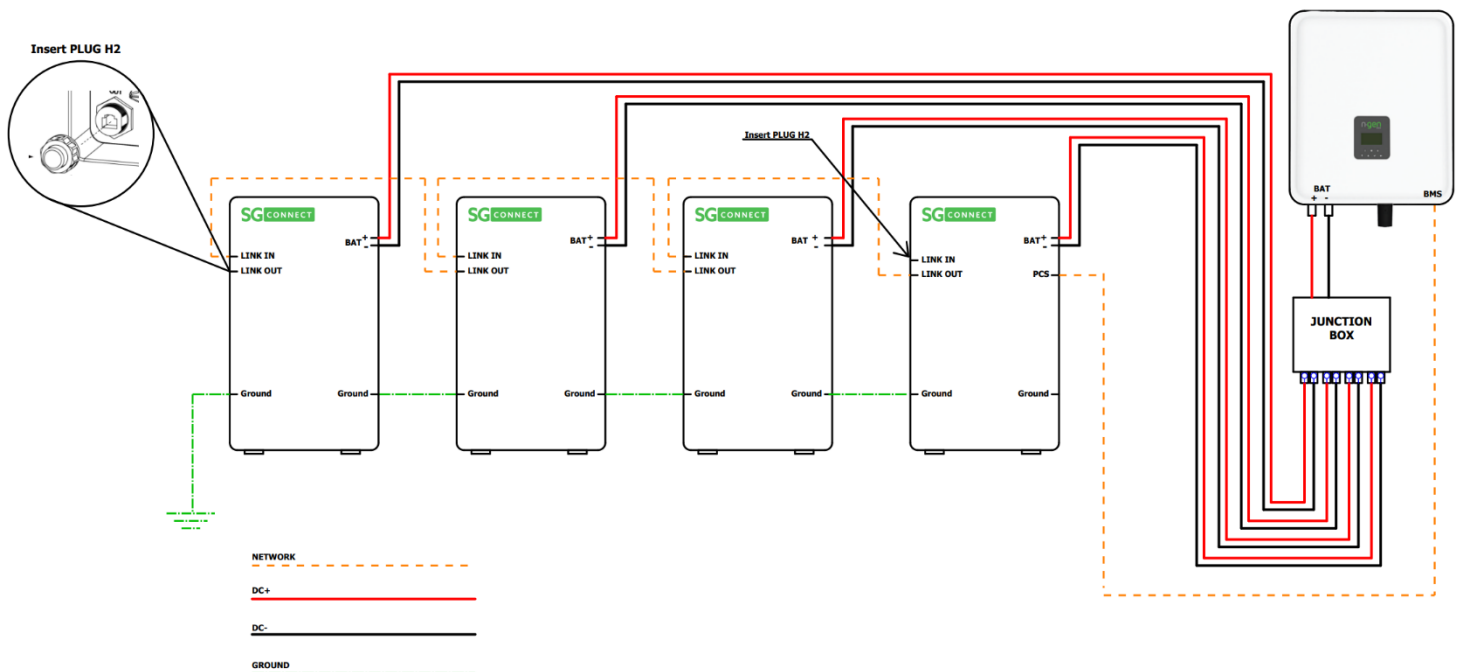 Insert PLUG H2
OUT
Insert PLUG H2
n-gen
BAT
+ -
BMS
SG CONNECT
BAT + -
LINK IN
LINK OUT
Ground
Ground
SG CONNECT
BAT + -
LINK IN
LINK OUT
Ground
Ground
SG CONNECT
BAT + -
LINK IN
LINK OUT
Ground
Ground
SG CONNECT
BAT + -
LINK IN
LINK OUT
PCS
Ground
Ground
JUNCTION
BOX
NETWORK
DC+
DC-
GROUND